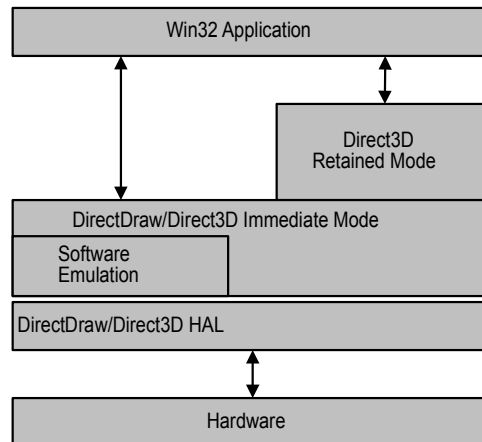 Win32 Application
Direct3D
Retained Mode
DirectDraw/Direct3D Immediate Mode
Software
Emulation
DirectDraw/Direct3D HAL
Hardware